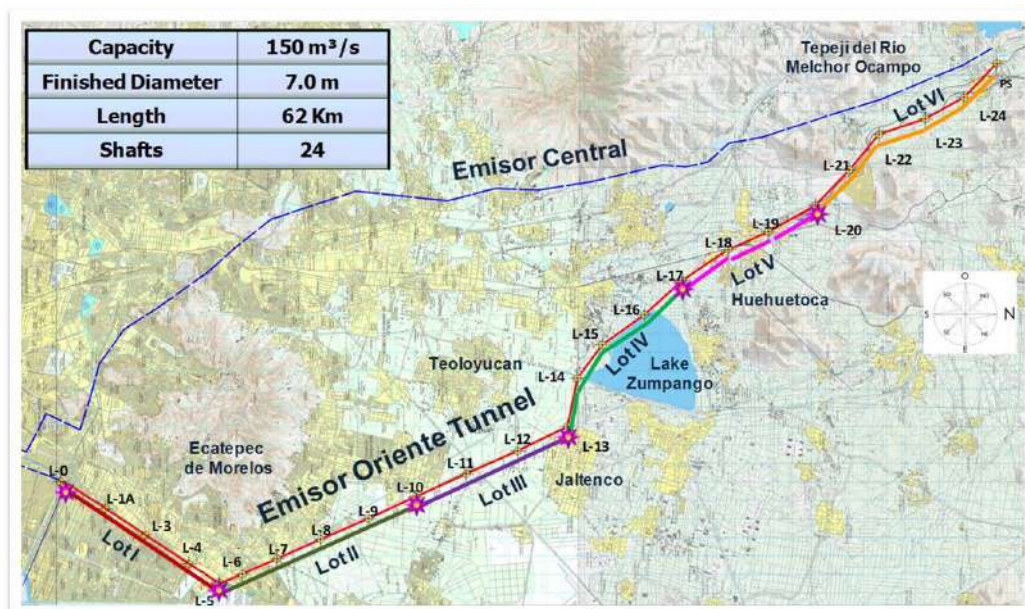 Capacity 150 m³/s
Finished Diameter 7.0 m
Length 62 Km
Shafts 24
Tepeji del Rio
Melchor Ocampo
PS
Lot VI
L-24
L-23
L-22
L-21
L-20
Emisor Central
L-19
L-18
Lot V
L-17
Huehuetoca
O
S
N
E
L-16
L-15
Lot IV
Lake
Zumpango
Teoloyucan
L-14
Emisor Oriente Tunnel
L-13
L-12
Jaltenco
Ecatepec
de Morelos
L-11
Lot III
L-10
L-0
L-1A
L-9
L-3
L-8
Lot I
L-4
L-7
Lot II
L-6
L-5